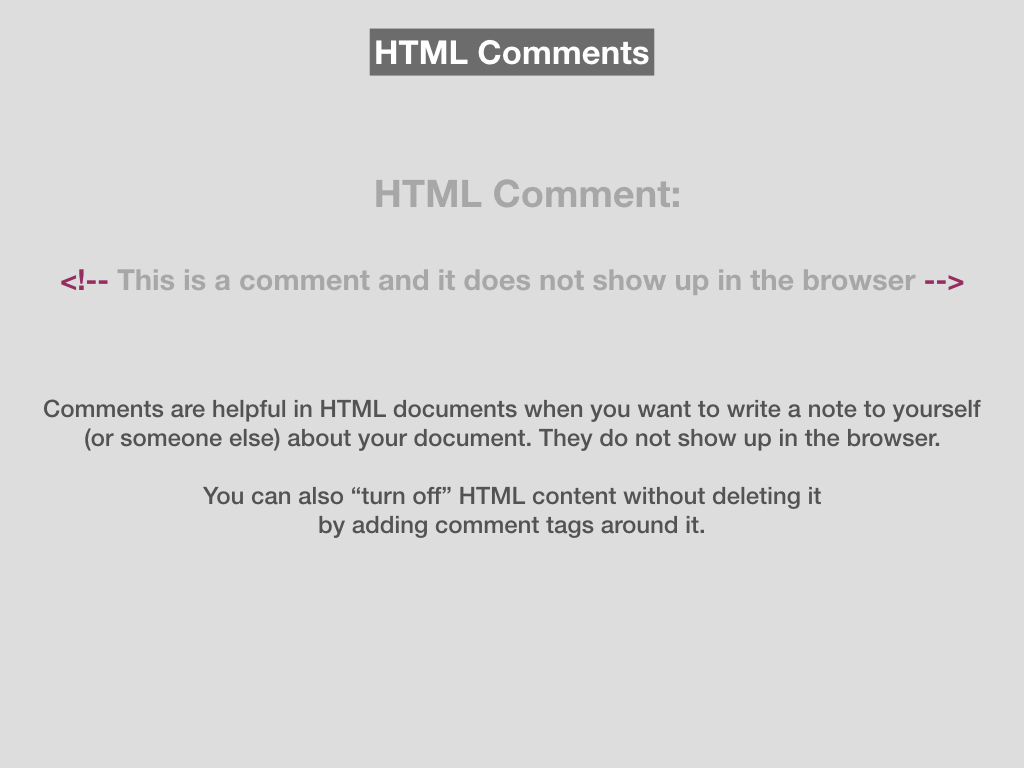 HTML Comments
HTML Comment:
<!-- This is a comment and it does not show up in the browser -->
Comments are helpful in HTML documents when you want to write a note to yourself
(or someone else) about your document. They do not show up in the browser.
You can also “turn off” HTML content without deleting it
by adding comment tags around it.